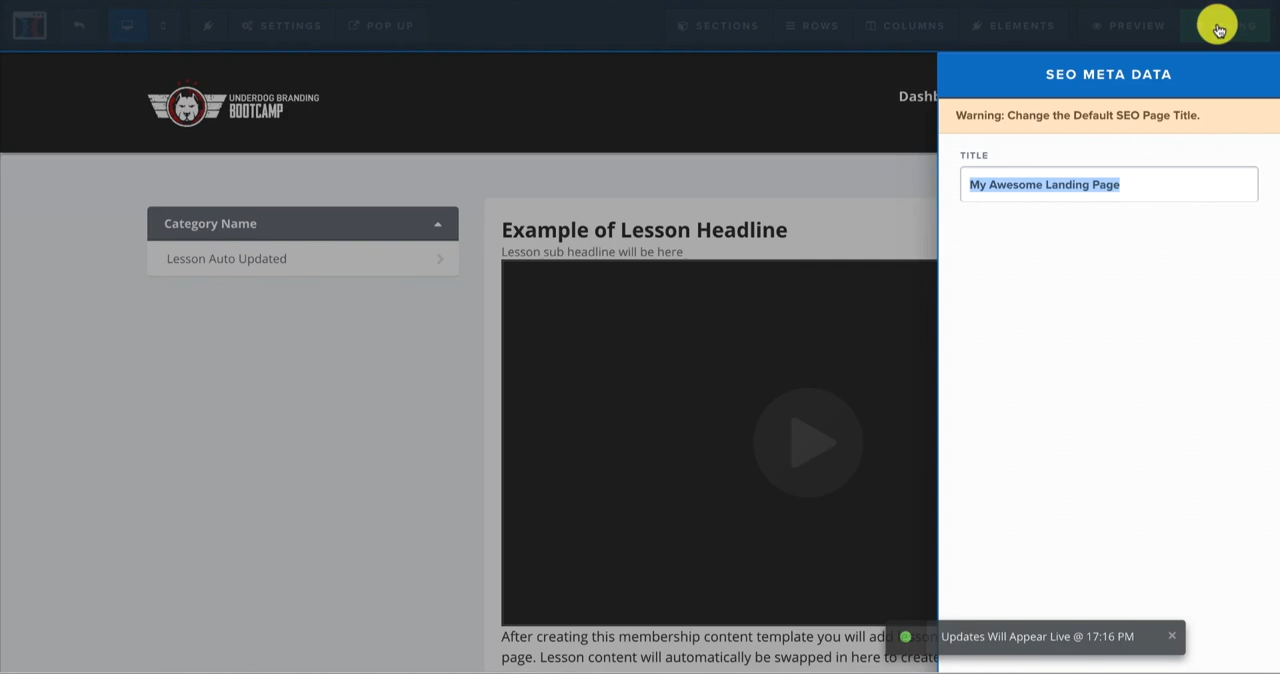 SETTINGS
POP UP
SECTIONS
ROWS
COLUMNS
ELEMENTS
PREVIEW
SEO META DATA
UNDERDOG BRANDING
BOOTCAMP
Warning: Change the Default SEO Page Title.
TITLE
My Awesome Landing Page
Category Name
Lesson Auto Updated
Example of Lesson Headline
Lesson sub headline will be here
After creating this membership content template you will add
page. Lesson content will automatically be swapped in here to create
Updates Will Appear Live @ 17:16 PM